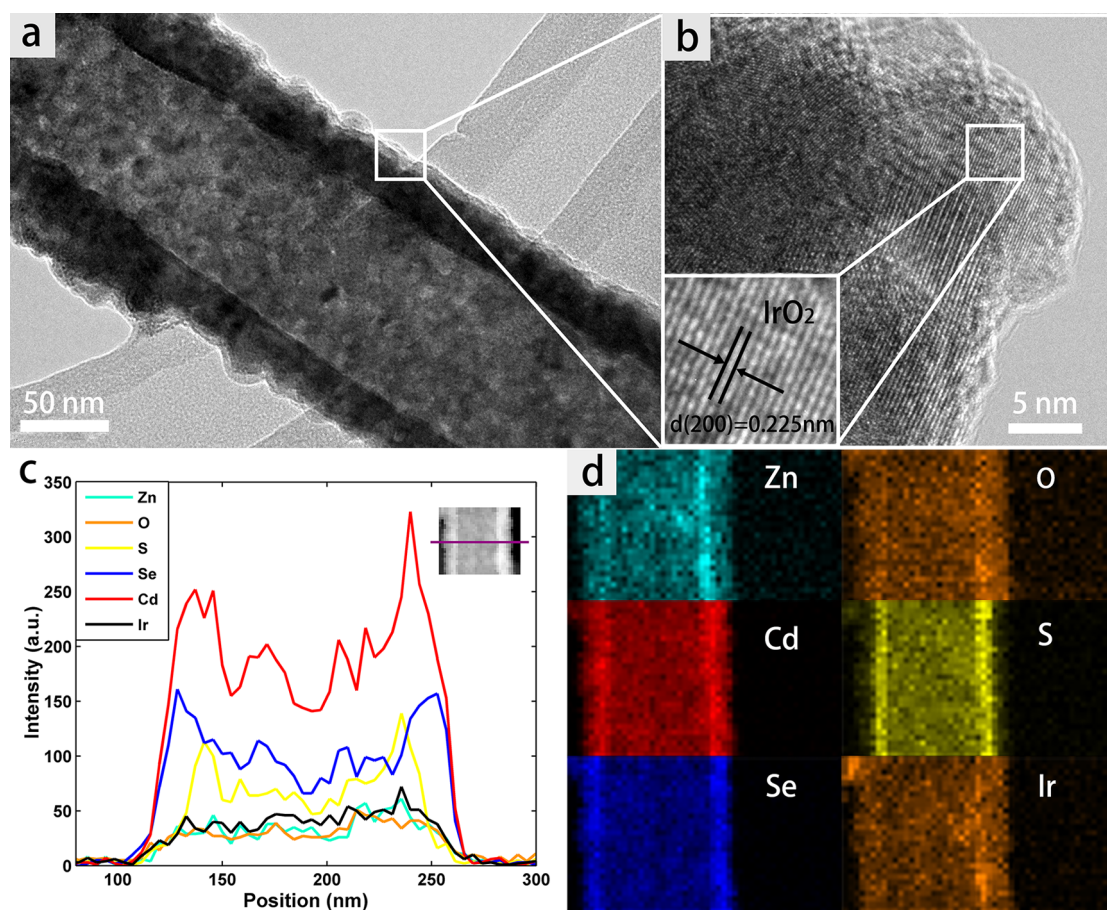 a
50 nm
b
IrO2
d(200)=0.225nm
5 nm
c
350
300
250
200
150
100
50
0
Intensity (a.u.)
Zn
O
S
Se
Cd
Ir
100
150
200
250
300
Position (nm)
d
Zn
O
Cd
S
Se
Ir